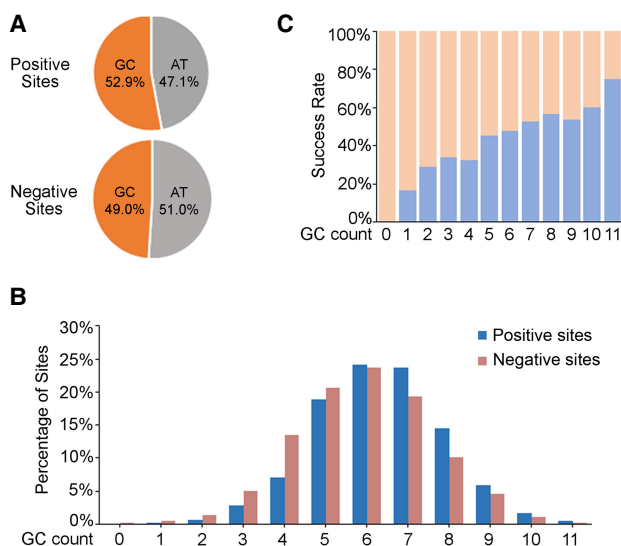 A
Positive
Sites
GC
52.9%
AT
47.1%
Negative
Sites
GC
49.0%
AT
51.0%
C
Success Rate
100%
80%
60%
40%
20%
0%
GC count 0 1 2 3 4 5 6 7 8 9 10 11
B
Percentage of Sites
30%
25%
20%
15%
10%
5%
0%
Positive sites
Negative sites
GC count 0 1 2 3 4 5 6 7 8 9 10 11